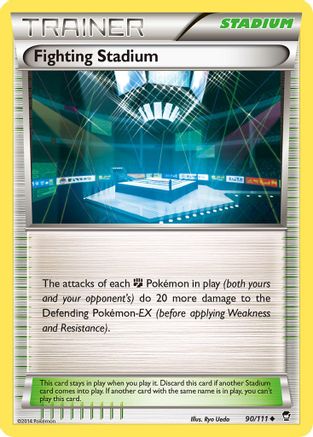 TRAINER STADIUM
Fighting Stadium
The attacks of each Pokémon in play (both yours
and your opponent's) do 20 more damage to the
Defending Pokémon-EX (before applying Weakness
and Resistance).
This card stays in play when you play it. Discard this card if another Stadium
card comes into play. If another card with the same name is in play, you can't
play this card.
©2014 Pokémon
Illus. Ryo Ueda
90/111